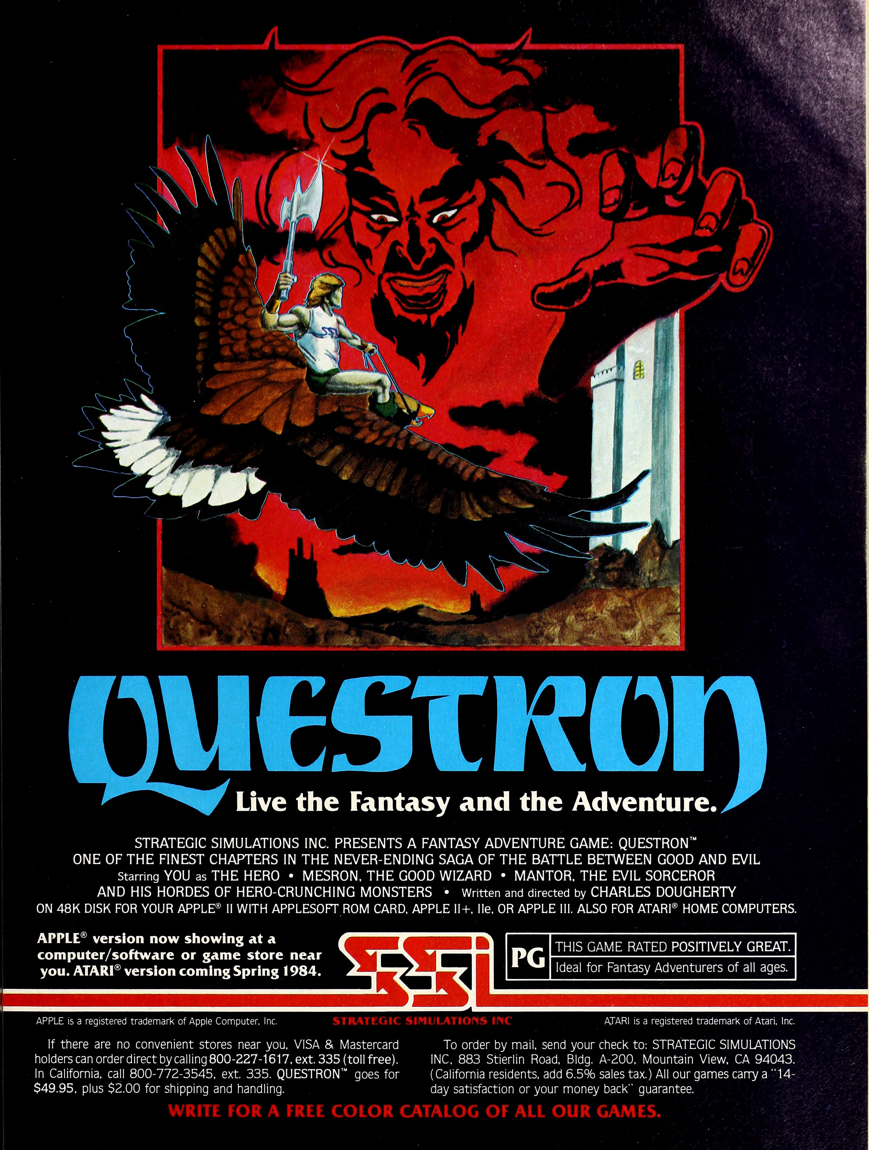 SSI
QUESTRON
Live the Fantasy and the Adventure.
STRATEGIC SIMULATIONS INC. PRESENTS A FANTASY ADVENTURE GAME: QUESTRON™
ONE OF THE FINEST CHAPTERS IN THE NEVER-ENDING SAGA OF THE BATTLE BETWEEN GOOD AND EVIL
Starring YOU as THE HERO • MESRON, THE GOOD WIZARD • MANTOR, THE EVIL SORCEROR
AND HIS HORDES OF HERO-CRUNCHING MONSTERS • Written and directed by CHARLES DOUGHERTY
ON 48K DISK FOR YOUR APPLE® II WITH APPLESOFT ROM CARD, APPLE II+, IIe, OR APPLE III. ALSO FOR ATARI® HOME COMPUTERS.
APPLE® version now showing at a
computer/software or game store near
you. ATARI® version coming Spring 1984.
SSI
STRATEGIC SIMULATIONS INC
PG
THIS GAME RATED POSITIVELY GREAT.
Ideal for Fantasy Adventurers of all ages.
APPLE is a registered trademark of Apple Computer, Inc.
ATARI is a registered trademark of Atari, Inc.
If there are no convenient stores near you, VISA & Mastercard
holders can order direct by calling 800-227-1617, ext. 335 (toll free).
In California, call 800-772-3545, ext. 335. QUESTRON™ goes for
$49.95, plus $2.00 for shipping and handling.
To order by mail, send your check to: STRATEGIC SIMULATIONS
INC, 883 Stierlin Road, Bldg. A-200, Mountain View, CA 94043.
(California residents, add 6.5% sales tax.) All our games carry a "14-
day satisfaction or your money back" guarantee.
WRITE FOR A FREE COLOR CATALOG OF ALL OUR GAMES.